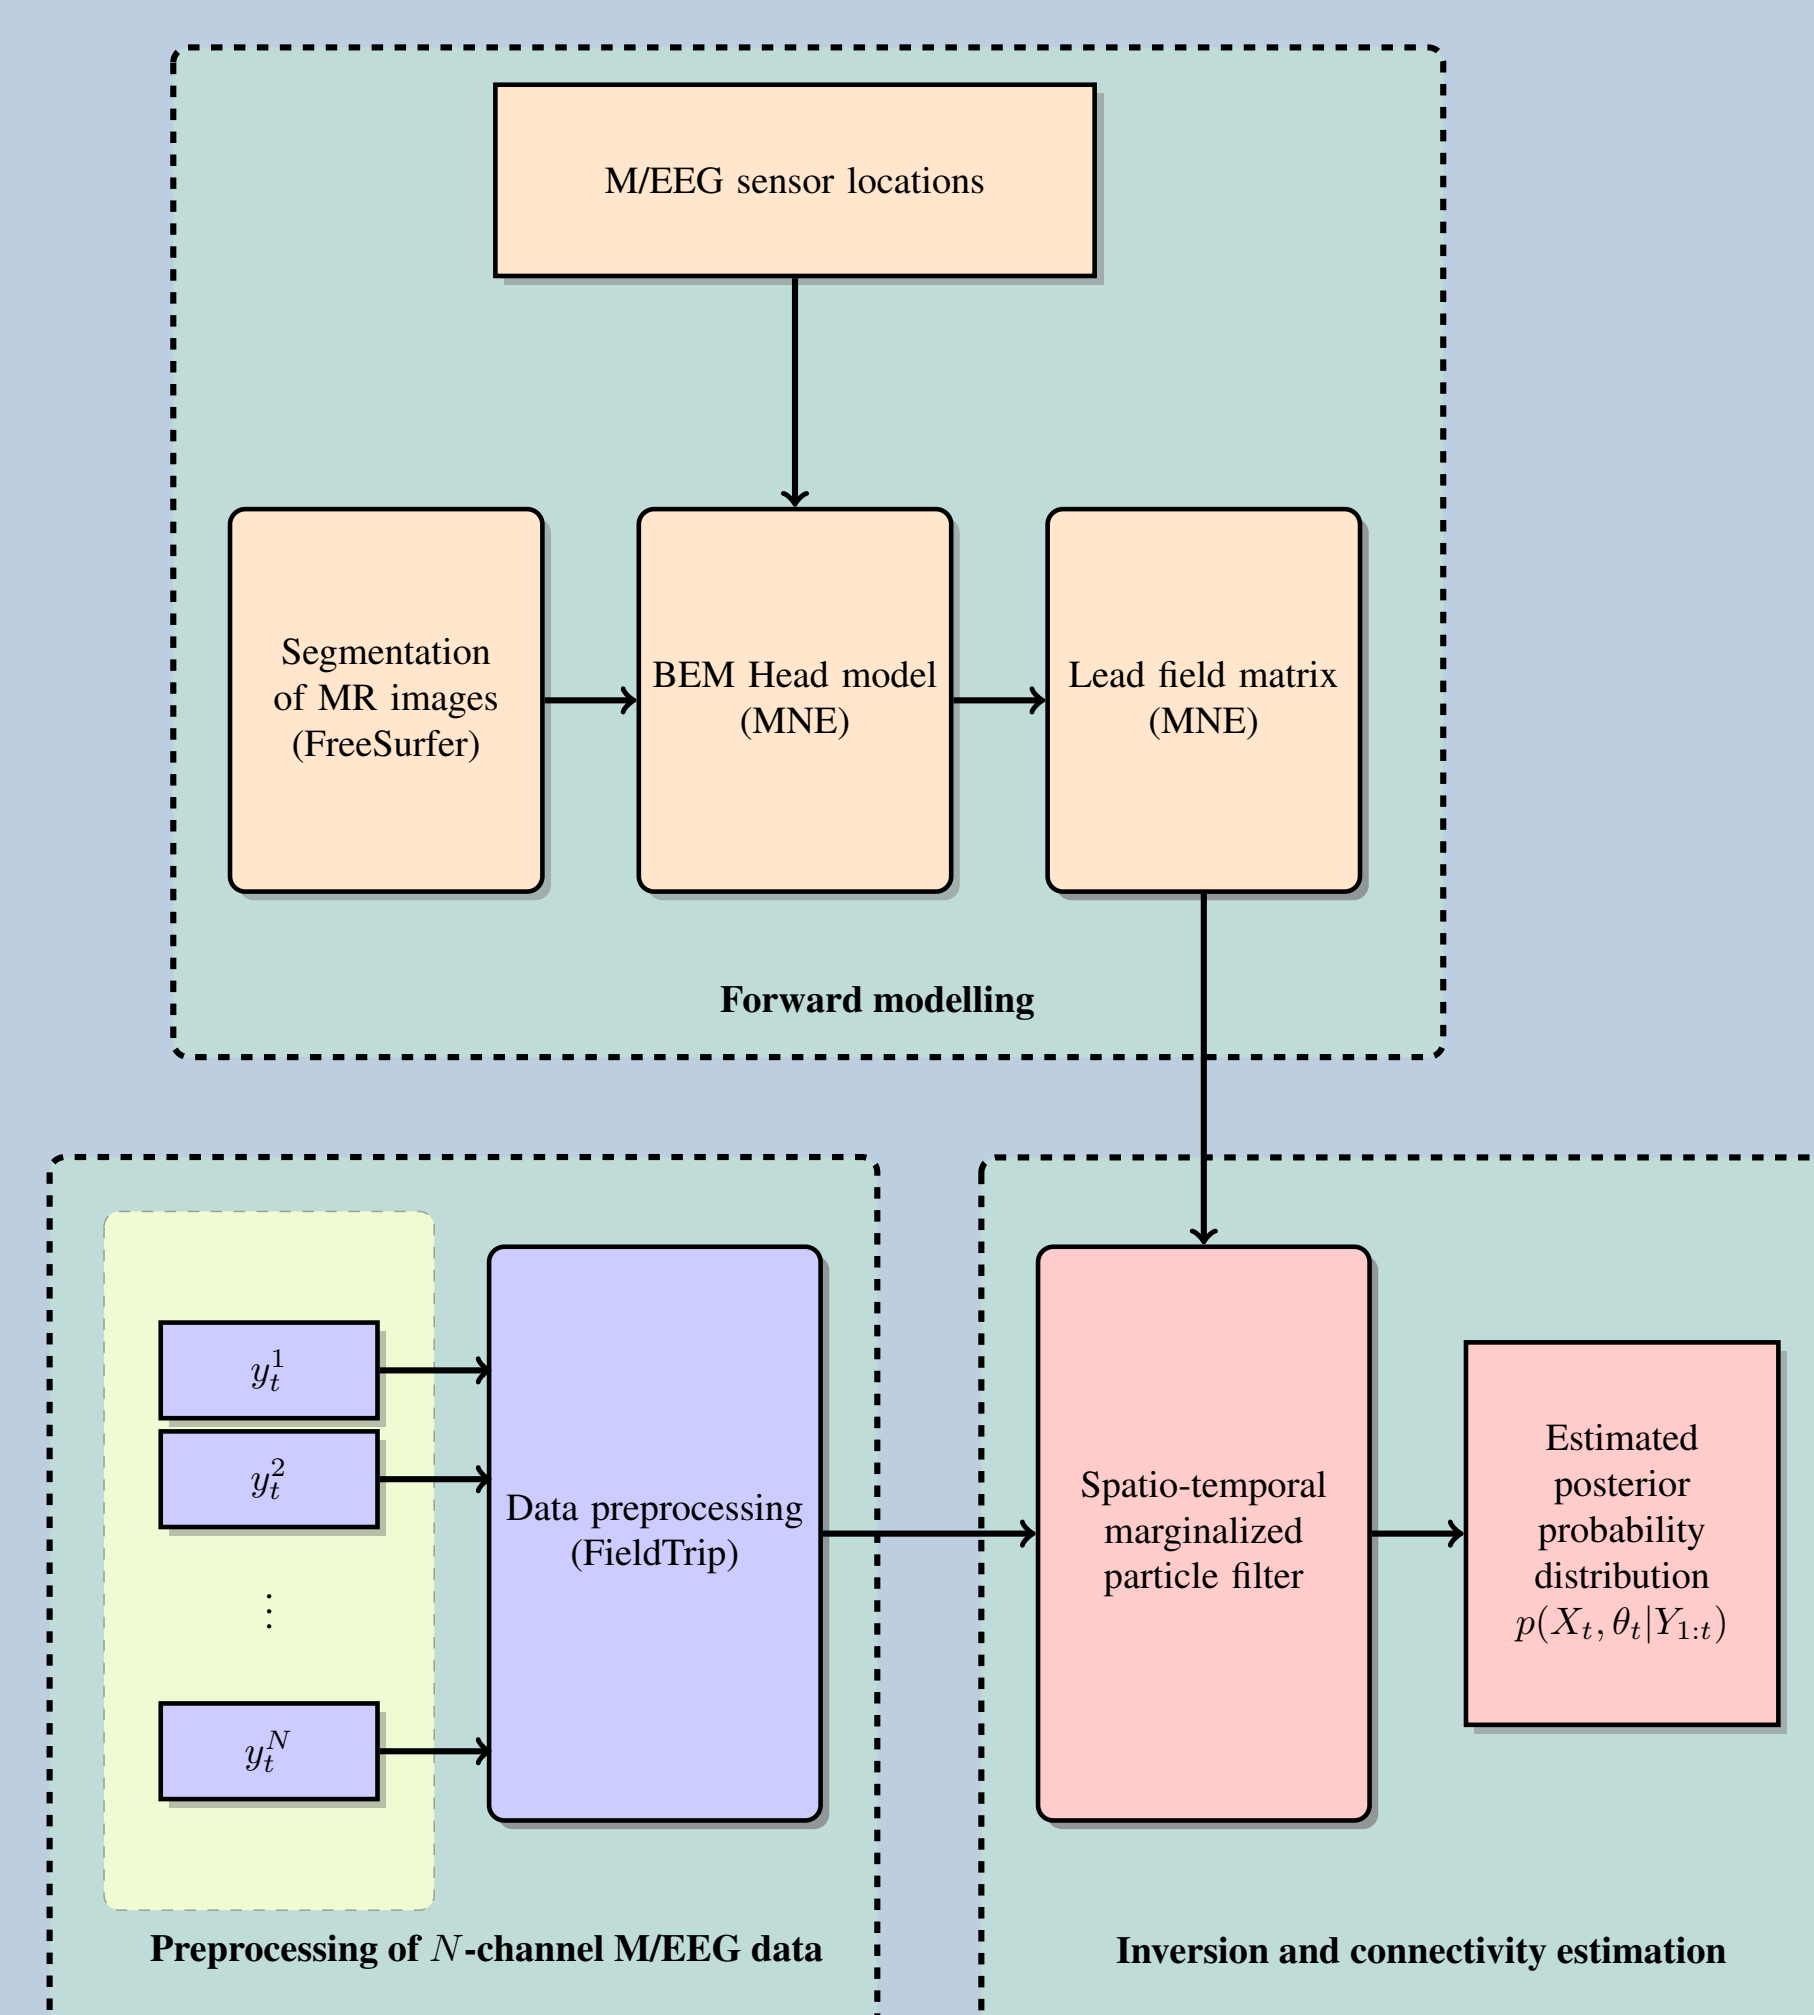 M/EEG sensor locations
Segmentation
of MR images
(FreeSurfer)
BEM Head model
(MNE)
Lead field matrix
(MNE)
Forward modelling
$y_t^1$
$y_t^2$
⋮
$y_t^N$
Data preprocessing
(FieldTrip)
Preprocessing of $N$-channel M/EEG data
Spatio-temporal
marginalized
particle filter
Estimated
posterior
probability
distribution
$p(X_t, \theta_t|Y_{1:t})$
Inversion and connectivity estimation